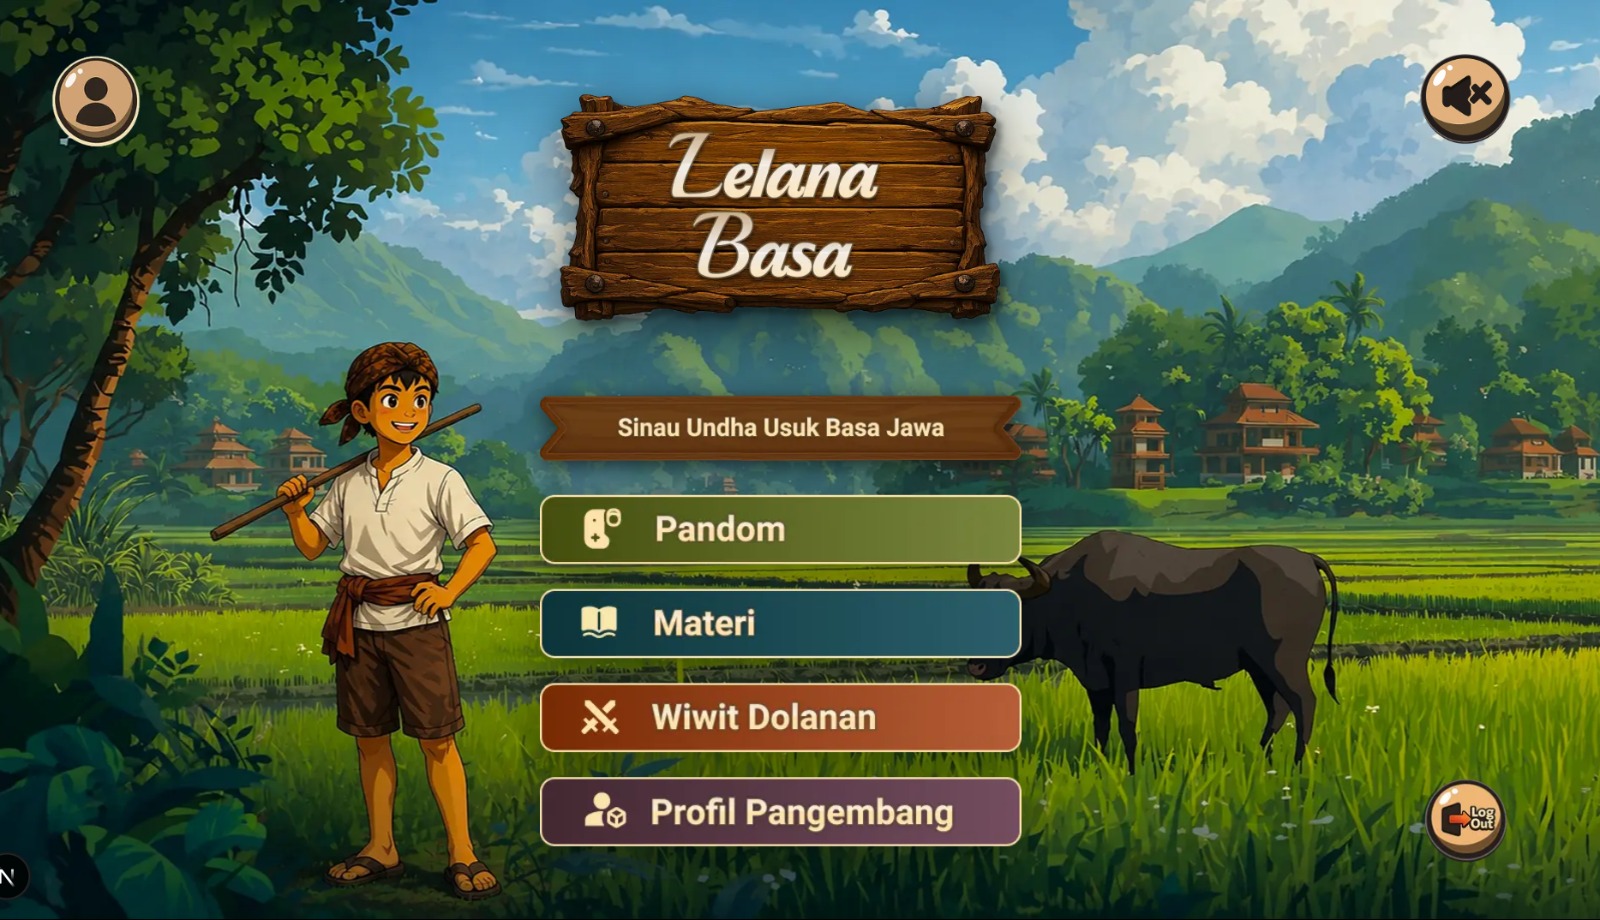 Lelana
Basa
Sinau Undha Usuk Basa Jawa
Pandom
Materi
Wiwit Dolanan
Profil Pangembang
Log
Out
N